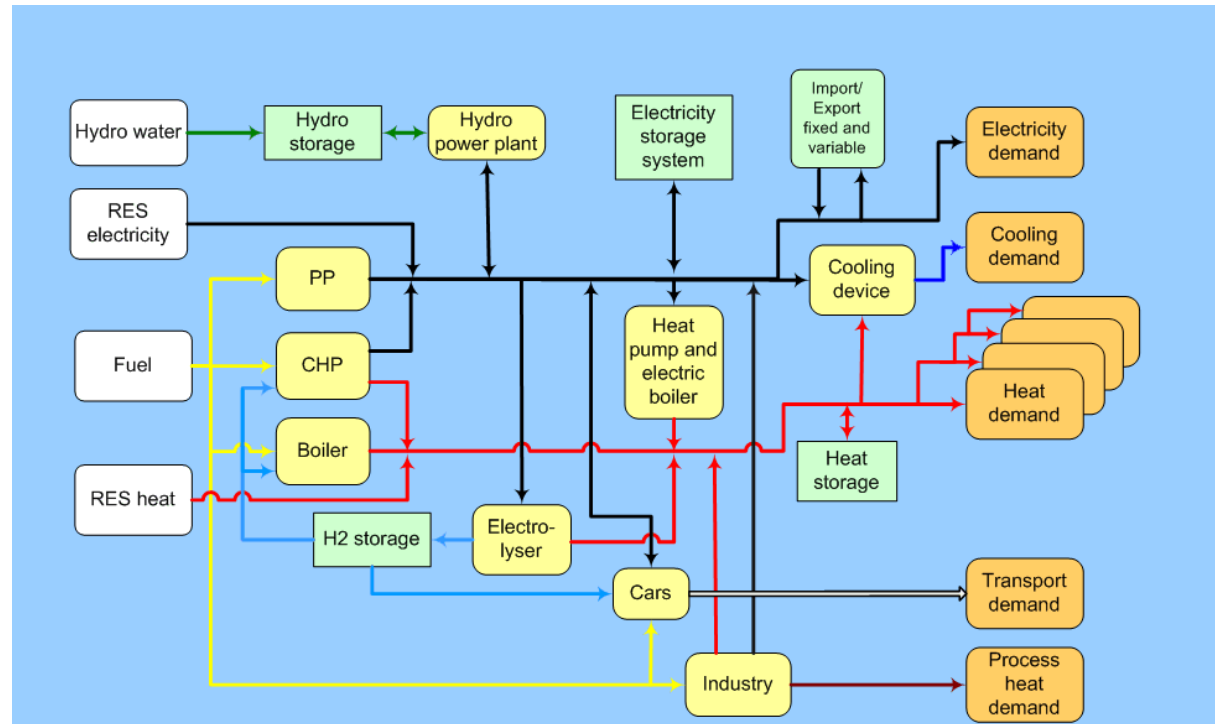 Hydro water
Hydro
storage
Hydro
power plant
Electricity
storage
system
Import/
Export
fixed and
variable
Electricity
demand
RES
electricity
PP
Cooling
device
Cooling
demand
Fuel
CHP
Heat
pump and
electric
boiler
Heat
demand
Boiler
RES heat
Heat
storage
H2 storage
Electro-
lyser
Cars
Transport
demand
Industry
Process
heat
demand